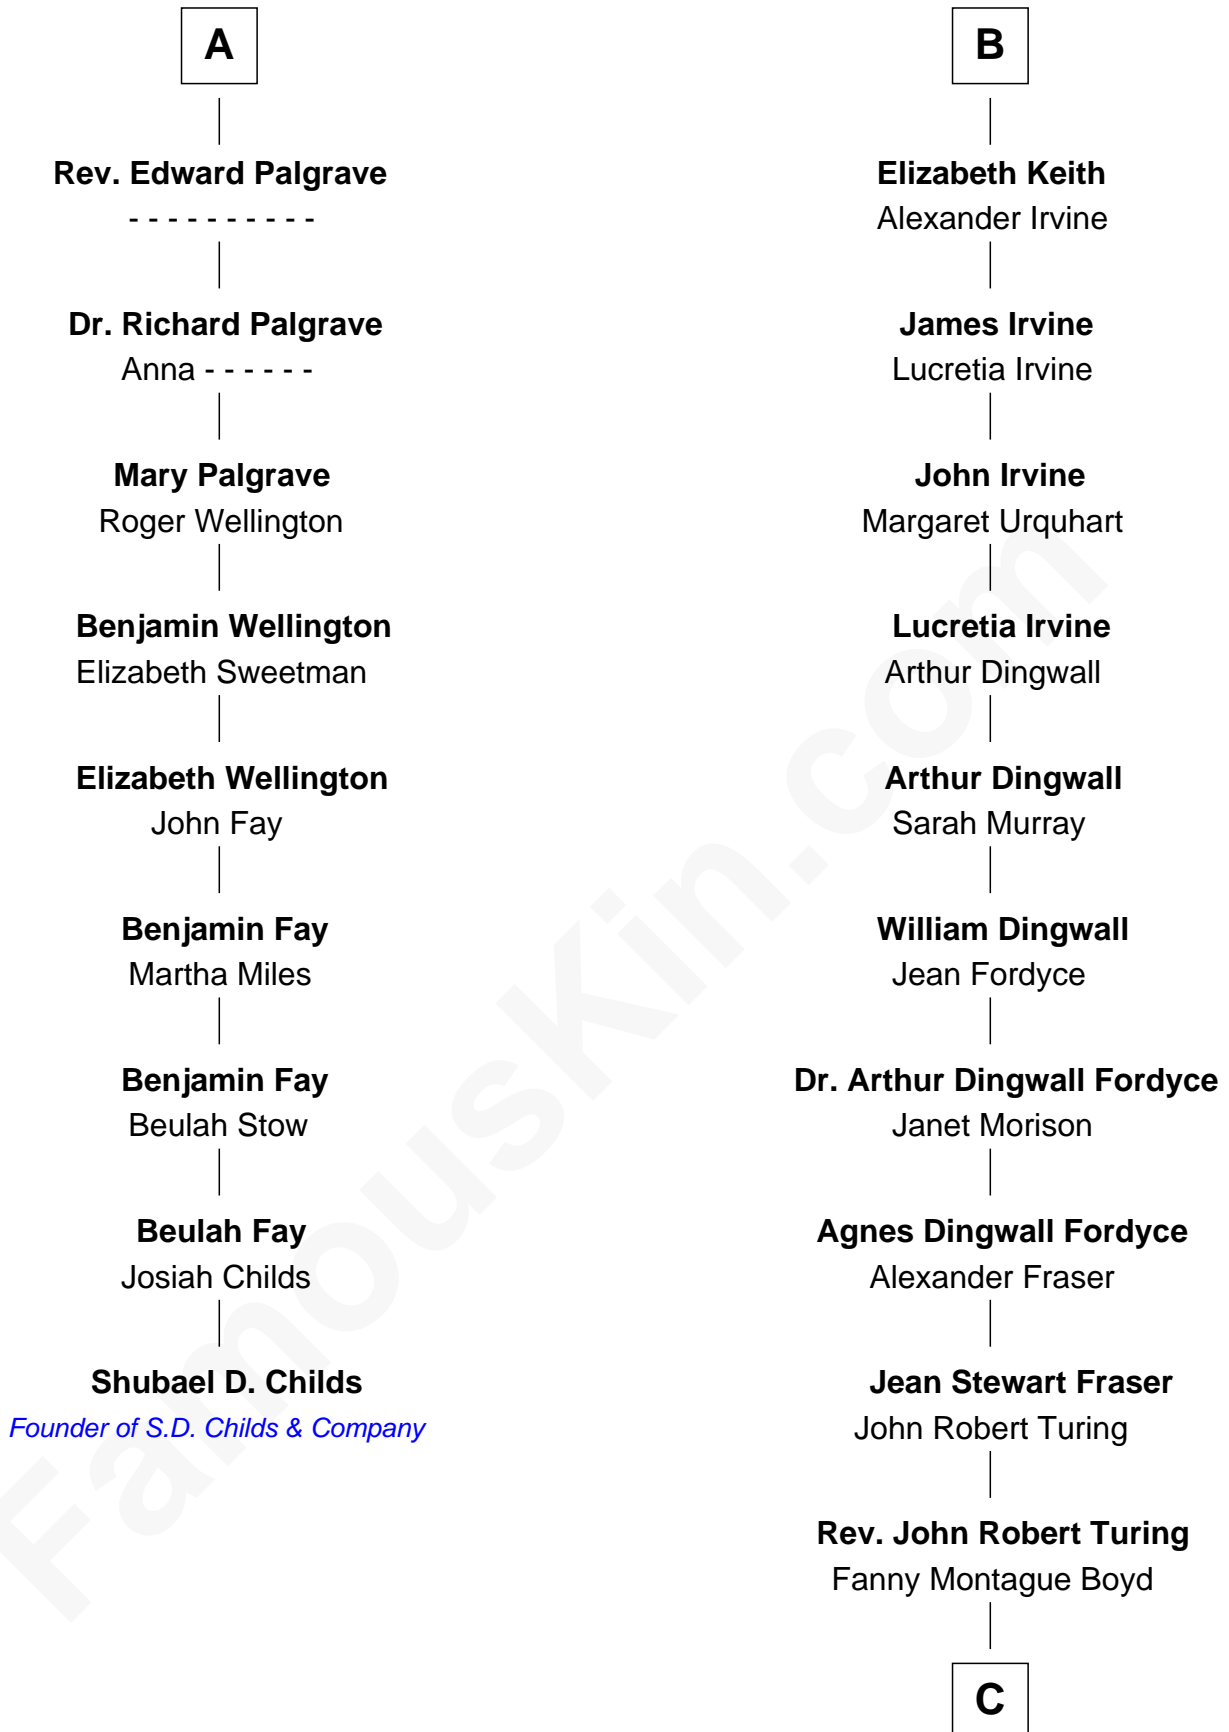 A
Rev. Edward Palgrave
- - - - - - - - - -
Dr. Richard Palgrave
Anna - - - - - -
Mary Palgrave
Roger Wellington
Benjamin Wellington
Elizabeth Sweetman
Elizabeth Wellington
John Fay
Benjamin Fay
Martha Miles
Benjamin Fay
Beulah Stow
Beulah Fay
Josiah Childs
Shubael D. Childs
Founder of S.D. Childs & Company
B
Elizabeth Keith
Alexander Irvine
James Irvine
Lucretia Irvine
John Irvine
Margaret Urquhart
Lucretia Irvine
Arthur Dingwall
Arthur Dingwall
Sarah Murray
William Dingwall
Jean Fordyce
Dr. Arthur Dingwall Fordyce
Janet Morison
Agnes Dingwall Fordyce
Alexander Fraser
Jean Stewart Fraser
John Robert Turing
Rev. John Robert Turing
Fanny Montague Boyd
C
FamousKin.com